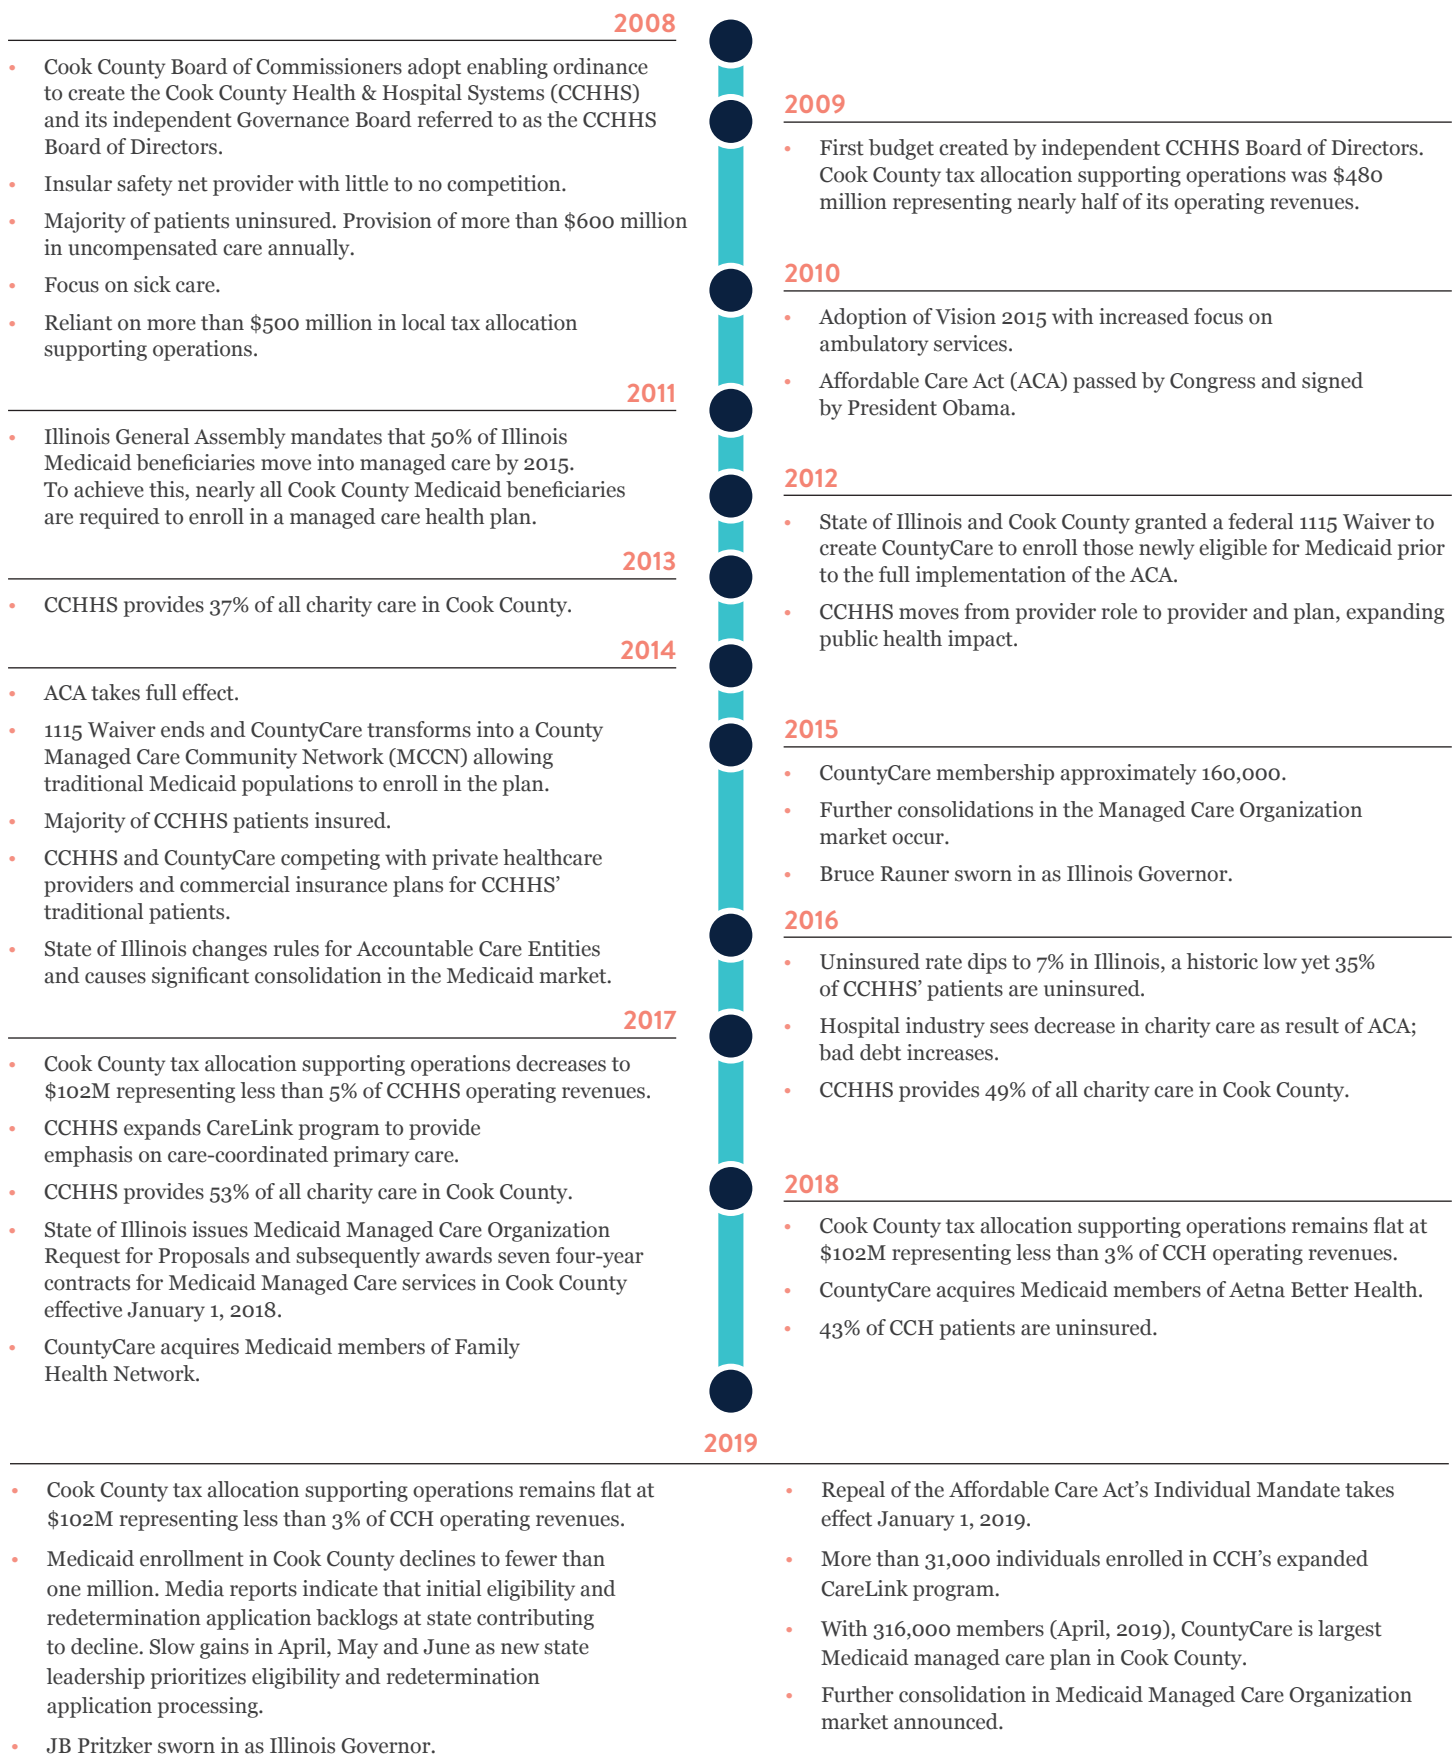 2008
• Cook County Board of Commissioners adopt enabling ordinance
to create the Cook County Health & Hospital Systems (CCHHS)
and its independent Governance Board referred to as the CCHHS
Board of Directors.
• Insular safety net provider with little to no competition.
• Majority of patients uninsured. Provision of more than $600 million
in uncompensated care annually.
• Focus on sick care.
• Reliant on more than $500 million in local tax allocation
supporting operations.
2009
• First budget created by independent CCHHS Board of Directors.
Cook County tax allocation supporting operations was $480
million representing nearly half of its operating revenues.
2010
• Adoption of Vision 2015 with increased focus on
ambulatory services.
• Affordable Care Act (ACA) passed by Congress and signed
by President Obama.
2011
• Illinois General Assembly mandates that 50% of Illinois
Medicaid beneficiaries move into managed care by 2015.
To achieve this, nearly all Cook County Medicaid beneficiaries
are required to enroll in a managed care health plan.
2012
• State of Illinois and Cook County granted a federal 1115 Waiver to
create CountyCare to enroll those newly eligible for Medicaid prior
to the full implementation of the ACA.
• CCHHS moves from provider role to provider and plan, expanding
public health impact.
2013
• CCHHS provides 37% of all charity care in Cook County.
2014
• ACA takes full effect.
• 1115 Waiver ends and CountyCare transforms into a County
Managed Care Community Network (MCCN) allowing
traditional Medicaid populations to enroll in the plan.
• Majority of CCHHS patients insured.
• CCHHS and CountyCare competing with private healthcare
providers and commercial insurance plans for CCHHS’
traditional patients.
• State of Illinois changes rules for Accountable Care Entities
and causes significant consolidation in the Medicaid market.
2015
• CountyCare membership approximately 160,000.
• Further consolidations in the Managed Care Organization
market occur.
• Bruce Rauner sworn in as Illinois Governor.
2016
• Uninsured rate dips to 7% in Illinois, a historic low yet 35%
of CCHHS’ patients are uninsured.
• Hospital industry sees decrease in charity care as result of ACA;
bad debt increases.
• CCHHS provides 49% of all charity care in Cook County.
2017
• Cook County tax allocation supporting operations decreases to
$102M representing less than 5% of CCHHS operating revenues.
• CCHHS expands CareLink program to provide
emphasis on care-coordinated primary care.
• CCHHS provides 53% of all charity care in Cook County.
• State of Illinois issues Medicaid Managed Care Organization
Request for Proposals and subsequently awards seven four-year
contracts for Medicaid Managed Care services in Cook County
effective January 1, 2018.
• CountyCare acquires Medicaid members of Family
Health Network.
2018
• Cook County tax allocation supporting operations remains flat at
$102M representing less than 3% of CCH operating revenues.
• CountyCare acquires Medicaid members of Aetna Better Health.
• 43% of CCH patients are uninsured.
2019
• Cook County tax allocation supporting operations remains flat at
$102M representing less than 3% of CCH operating revenues.
• Medicaid enrollment in Cook County declines to fewer than
one million. Media reports indicate that initial eligibility and
redetermination application backlogs at state contributing
to decline. Slow gains in April, May and June as new state
leadership prioritizes eligibility and redetermination
application processing.
• JB Pritzker sworn in as Illinois Governor.
• Repeal of the Affordable Care Act’s Individual Mandate takes
effect January 1, 2019.
• More than 31,000 individuals enrolled in CCH’s expanded
CareLink program.
• With 316,000 members (April, 2019), CountyCare is largest
Medicaid managed care plan in Cook County.
• Further consolidation in Medicaid Managed Care Organization
market announced.